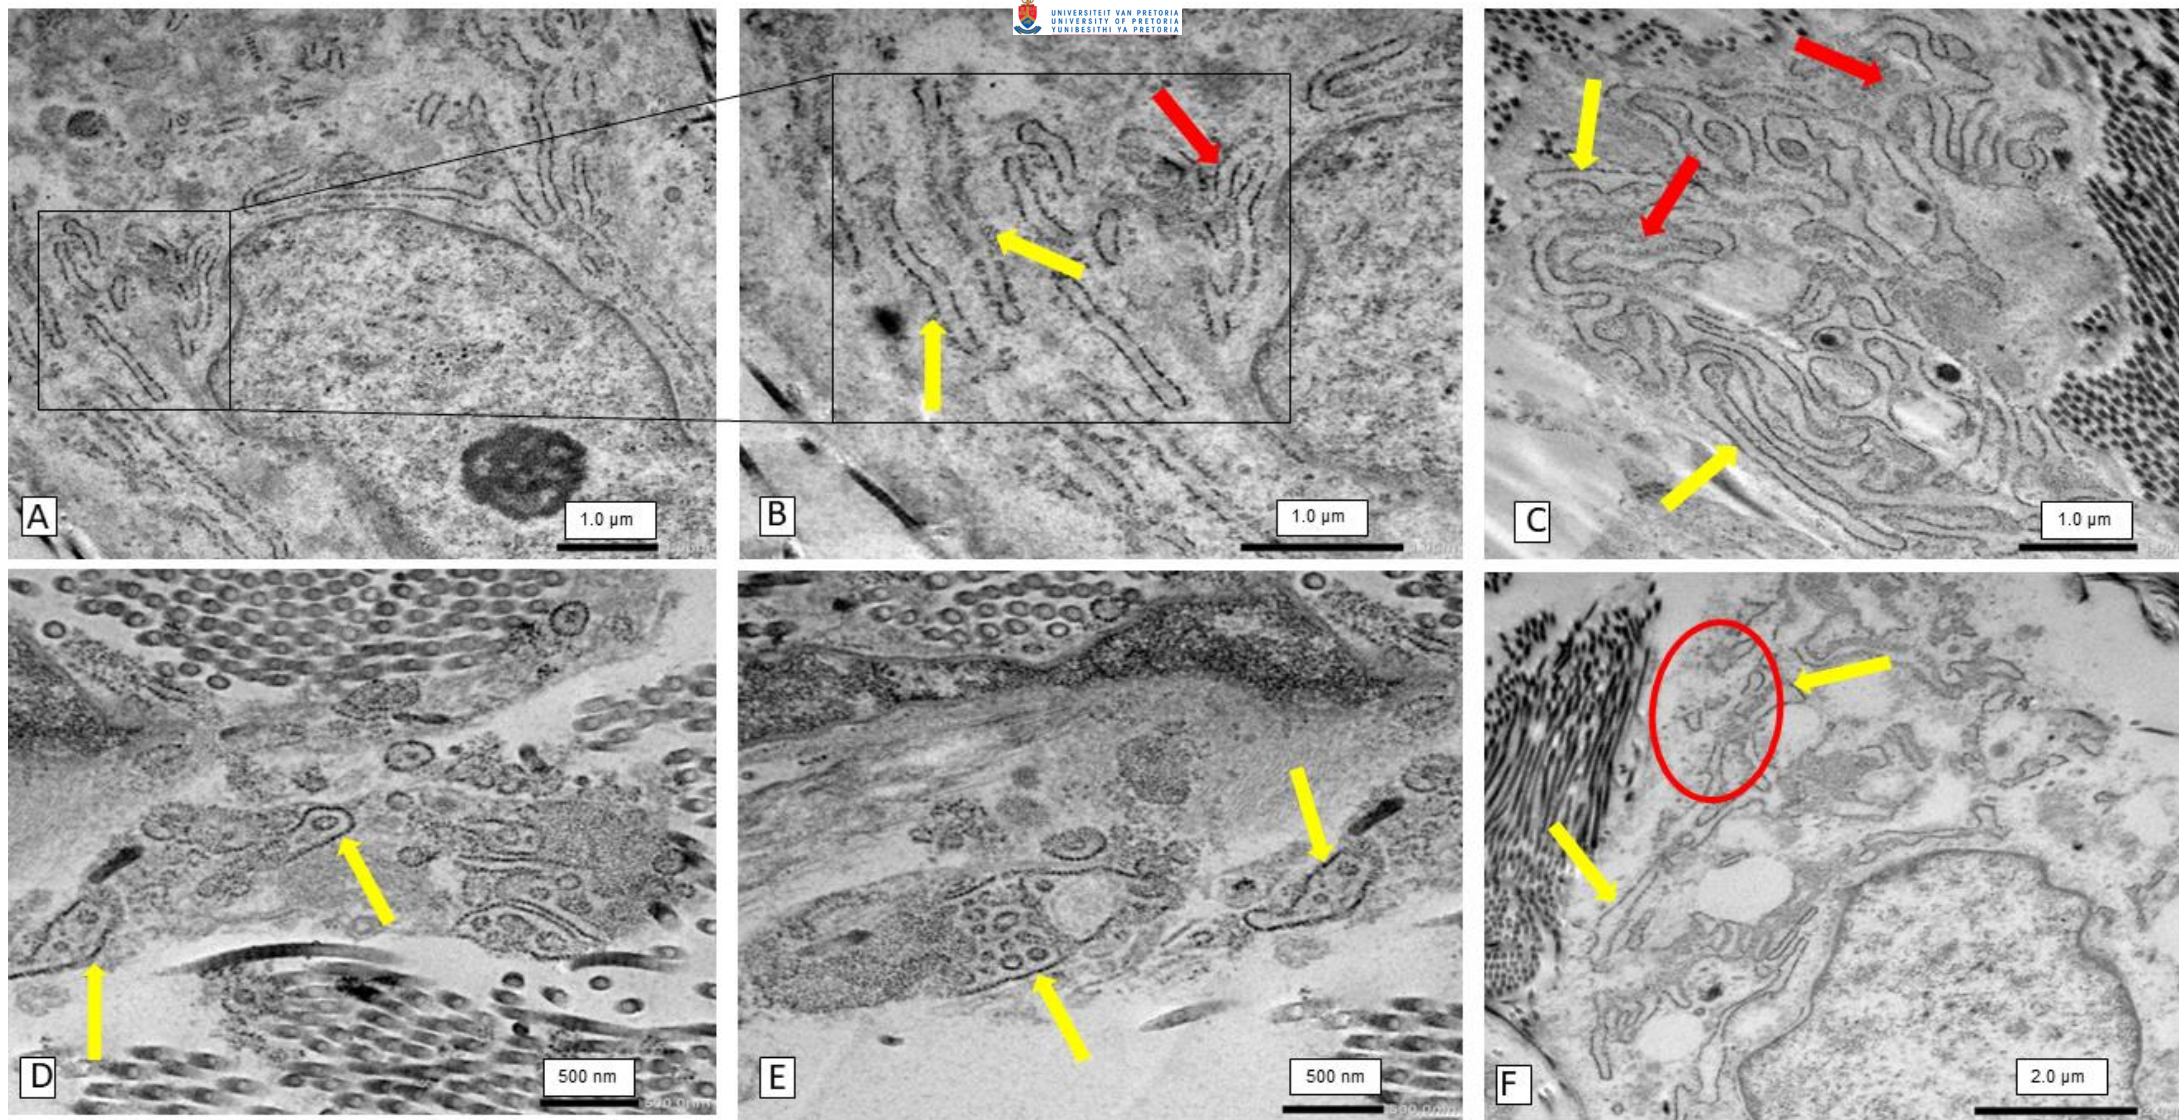 UNIVERSITEIT VAN PRETORIA
UNIVERSITY OF PRETORIA
YUNIBESITHI YA PRETORIA
A
1.0 µm
B
1.0 µm
C
1.0 µm
D
500 nm
E
500 nm
F
2.0 µm